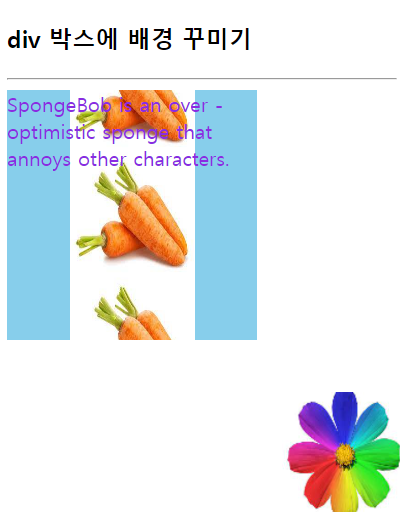 div 박스에 배경 꾸미기
SpongeBob is an over -
optimistic sponge that
annoys other characters.